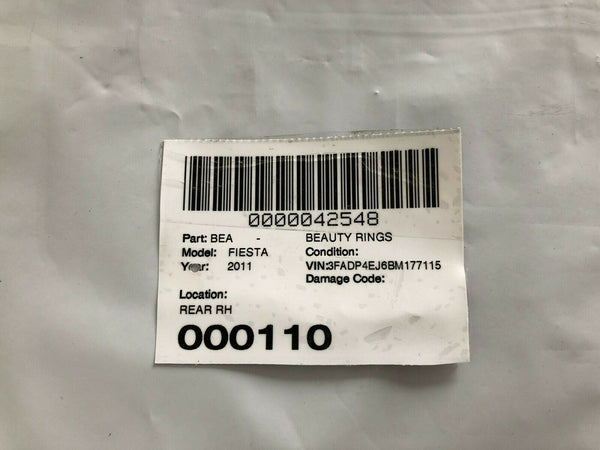 0000042548
Part: BEA - BEAUTY RINGS
Model: FIESTA Condition:
Year: 2011 VIN:3FADP4EJ6BM177115
Damage Code:
Location:
REAR RH
000110